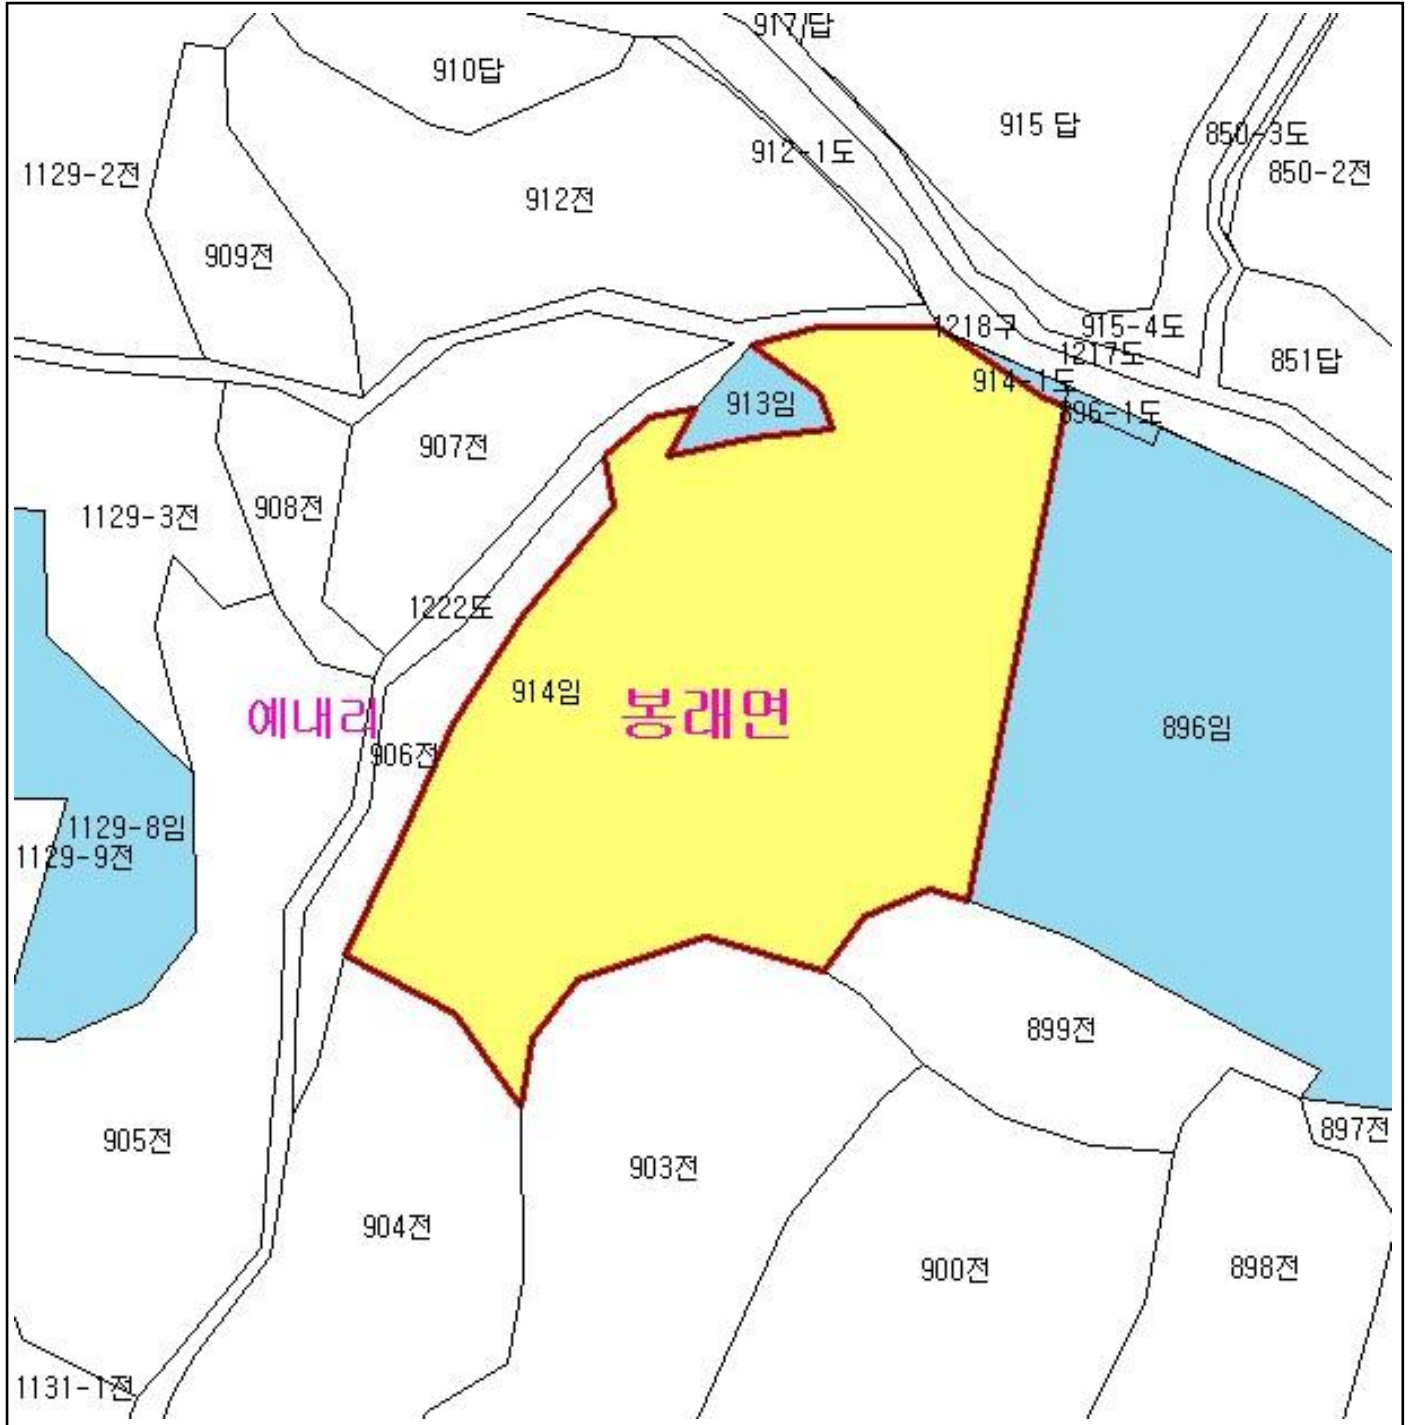 917답
910답
915 답
850-3도
912-1도
850-2전
1129-2전
912전
909전
1218구
915-4도
1217도
851답
914-1도
913임
896-1도
907전
908전
1129-3전
1222도
914임
봉래면
예내리
896임
906전
1129-8임
1129-9전
899전
897전
905전
903전
904전
900전
898전
1131-1전